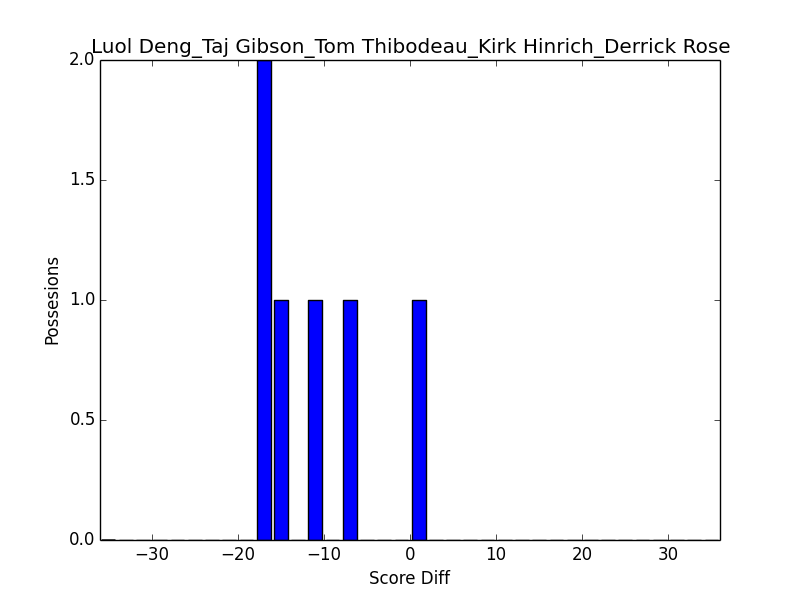 Luol Deng_Taj Gibson_Tom Thibodeau_Kirk Hinrich_Derrick Rose
2.0
1.5
1.0
0.5
0.0
Possesions
−30 −20 −10 0 10 20 30
Score Diff